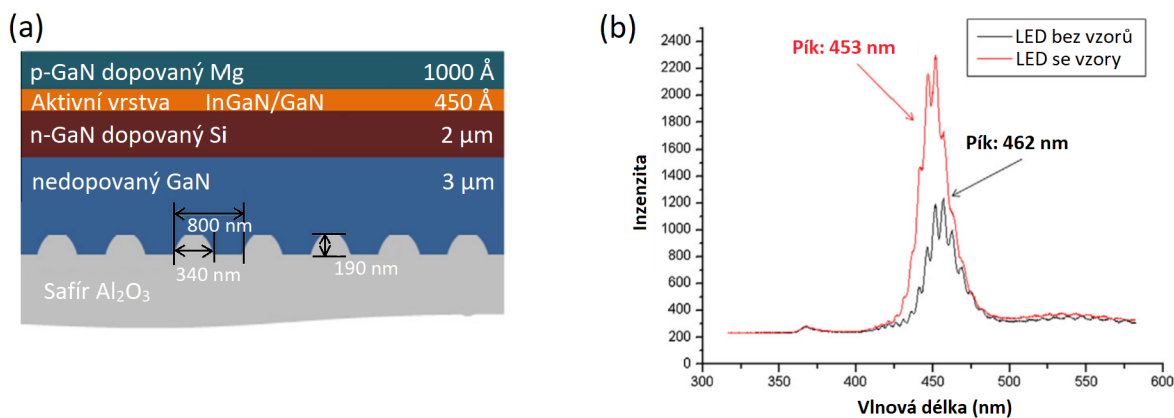 (a)
p-GaN dopovaný Mg 1000 Å
Aktivní vrstva InGaN/GaN 450 Å
n-GaN dopovaný Si 2 µm
nedopovaný GaN 3 µm
800 nm
340 nm
190 nm
Safír Al₂O₃
(b)
Pík: 453 nm
LED bez vzorů
LED se vzory
Pík: 462 nm
Inzenzita
2400
2200
2000
1800
1600
1400
1200
1000
800
600
400
200
0
300 350 400 450 500 550 600
Vlnová délka (nm)